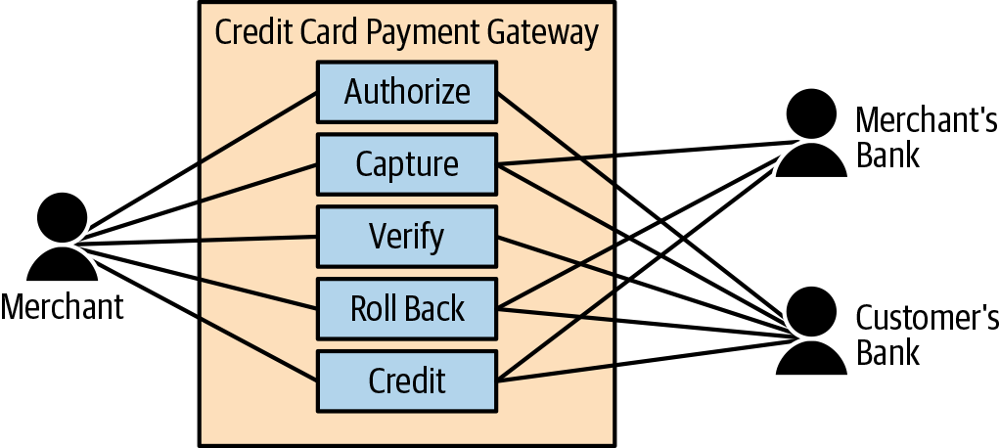 Credit Card Payment Gateway
Authorize
Capture
Verify
Roll Back
Credit
Merchant
Merchant's
Bank
Customer's
Bank